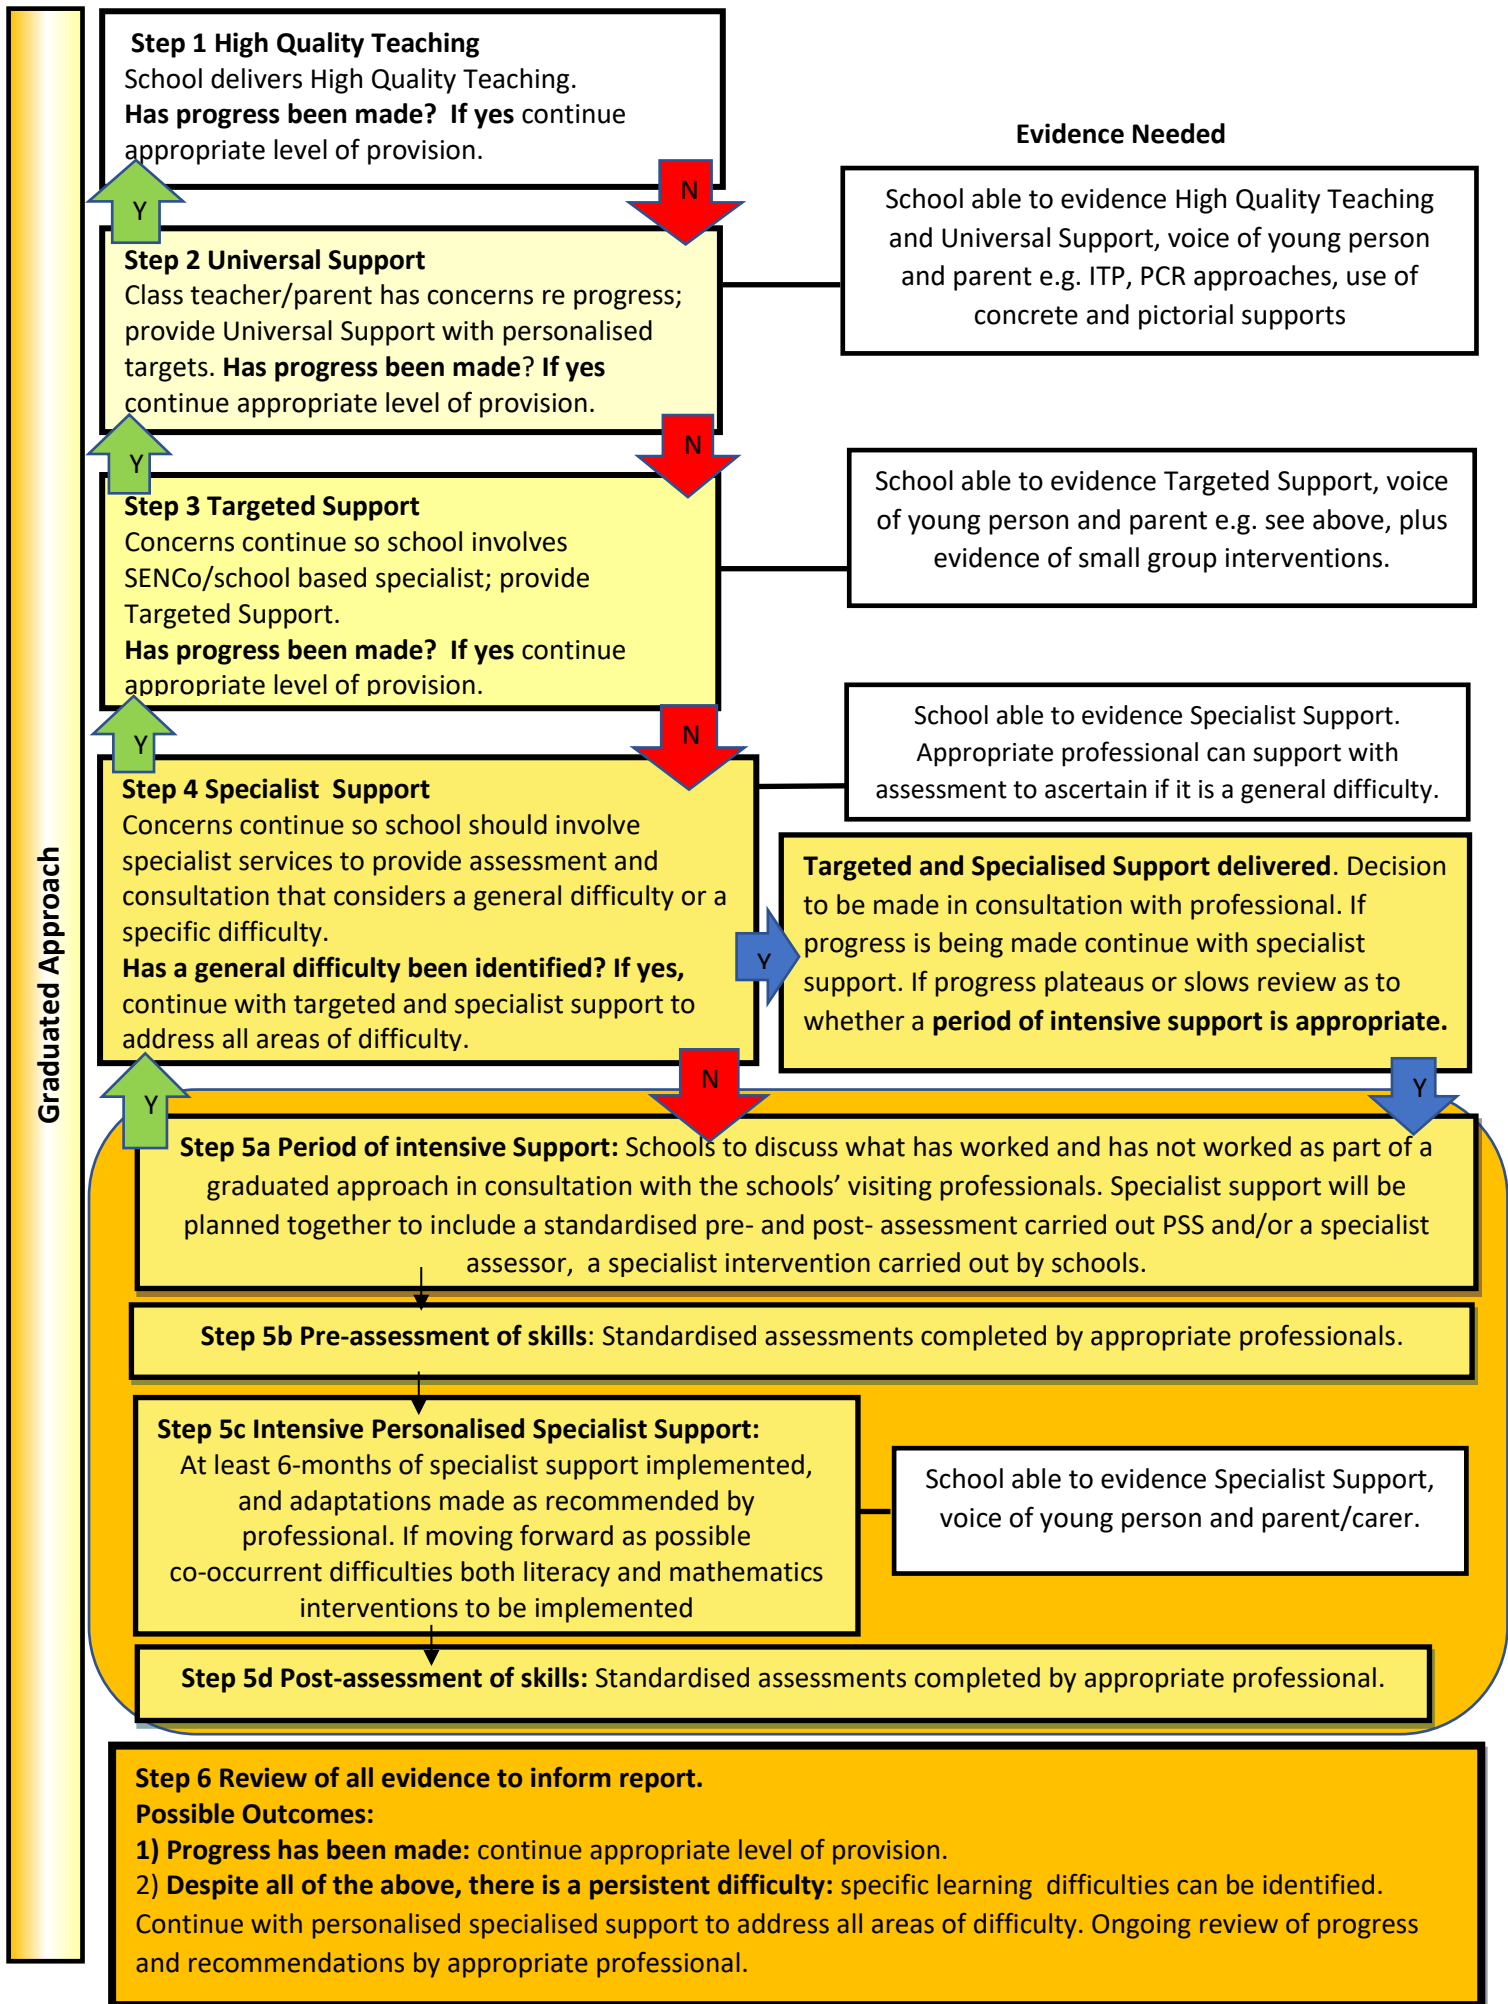 Graduated Approach
Step 1 High Quality Teaching
School delivers High Quality Teaching.
Has progress been made?  If yes continue
appropriate level of provision.
Y
N
Evidence Needed
Step 2 Universal Support
Class teacher/parent has concerns re progress;
provide Universal Support with personalised
targets. Has progress been made? If yes
continue appropriate level of provision.
School able to evidence High Quality Teaching
and Universal Support, voice of young person
and parent e.g. ITP, PCR approaches, use of
concrete and pictorial supports
Y
N
Step 3 Targeted Support
Concerns continue so school involves
SENCo/school based specialist; provide
Targeted Support.
Has progress been made?  If yes continue
appropriate level of provision.
School able to evidence Targeted Support, voice
of young person and parent e.g. see above, plus
evidence of small group interventions.
Y
N
Step 4 Specialist  Support
Concerns continue so school should involve
specialist services to provide assessment and
consultation that considers a general difficulty or a
specific difficulty.
Has a general difficulty been identified? If yes,
continue with targeted and specialist support to
address all areas of difficulty.
School able to evidence Specialist Support.
Appropriate professional can support with
assessment to ascertain if it is a general difficulty.
Y
Targeted and Specialised Support delivered. Decision
to be made in consultation with professional. If
progress is being made continue with specialist
support. If progress plateaus or slows review as to
whether a period of intensive support is appropriate.
Y
N
Y
Step 5a Period of intensive Support: Schools to discuss what has worked and has not worked as part of a
graduated approach in consultation with the schools’ visiting professionals. Specialist support will be
planned together to include a standardised pre- and post- assessment carried out PSS and/or a specialist
assessor,  a specialist intervention carried out by schools.
Step 5b Pre-assessment of skills: Standardised assessments completed by appropriate professionals.
Step 5c Intensive Personalised Specialist Support:
At least 6-months of specialist support implemented,
and adaptations made as recommended by
professional. If moving forward as possible
co-occurrent difficulties both literacy and mathematics
interventions to be implemented
School able to evidence Specialist Support,
voice of young person and parent/carer.
Step 5d Post-assessment of skills: Standardised assessments completed by appropriate professional.
Step 6 Review of all evidence to inform report.
Possible Outcomes:
1) Progress has been made: continue appropriate level of provision.
2) Despite all of the above, there is a persistent difficulty: specific learning  difficulties can be identified.
Continue with personalised specialised support to address all areas of difficulty. Ongoing review of progress
and recommendations by appropriate professional.